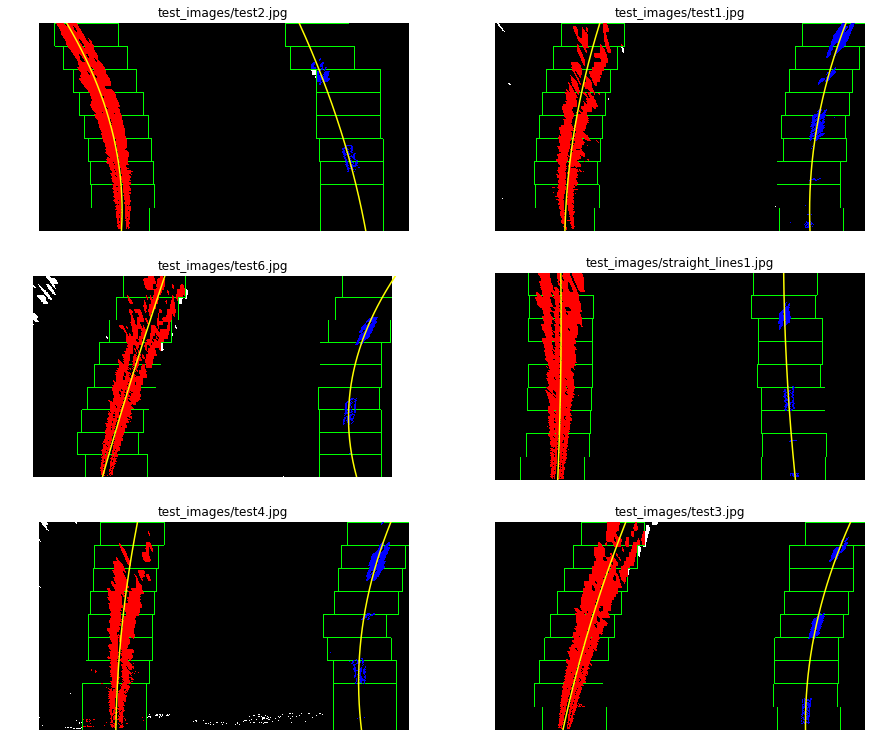 test_images/test2.jpg
test_images/test1.jpg
test_images/test6.jpg
test_images/straight_lines1.jpg
test_images/test4.jpg
test_images/test3.jpg